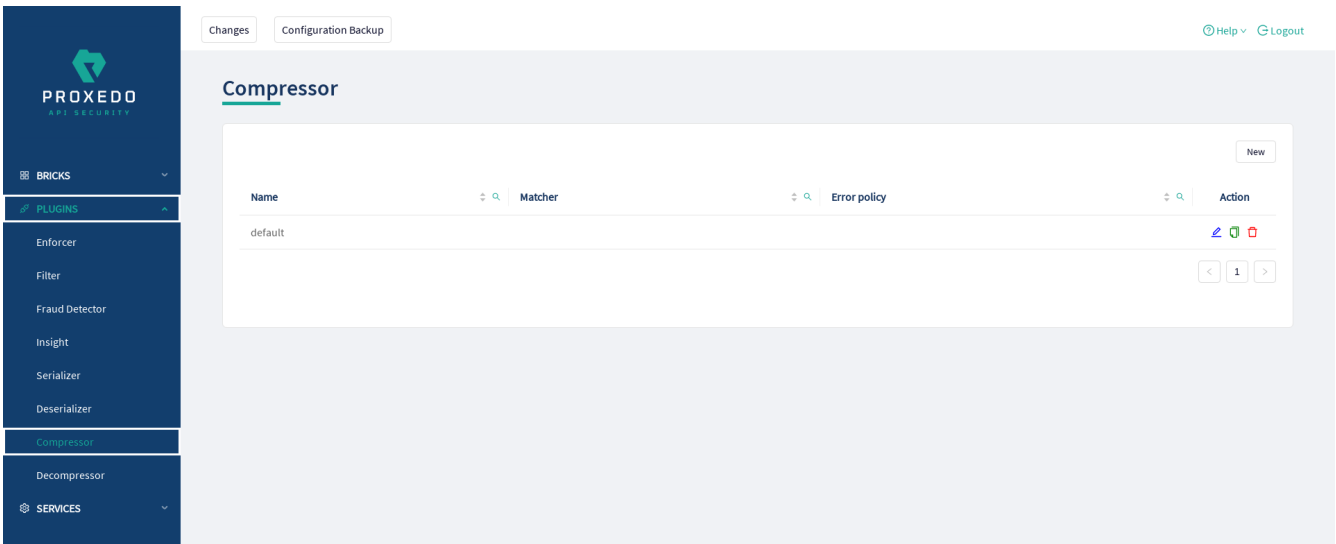 Changes Configuration Backup Help Logout
PROXEDO
API SECURITY
Compressor
New
BRICKS
Name Matcher Error policy Action
PLUGINS
default
Enforcer
1
Filter
Fraud Detector
Insight
Serializer
Deserializer
Compressor
Decompressor
SERVICES